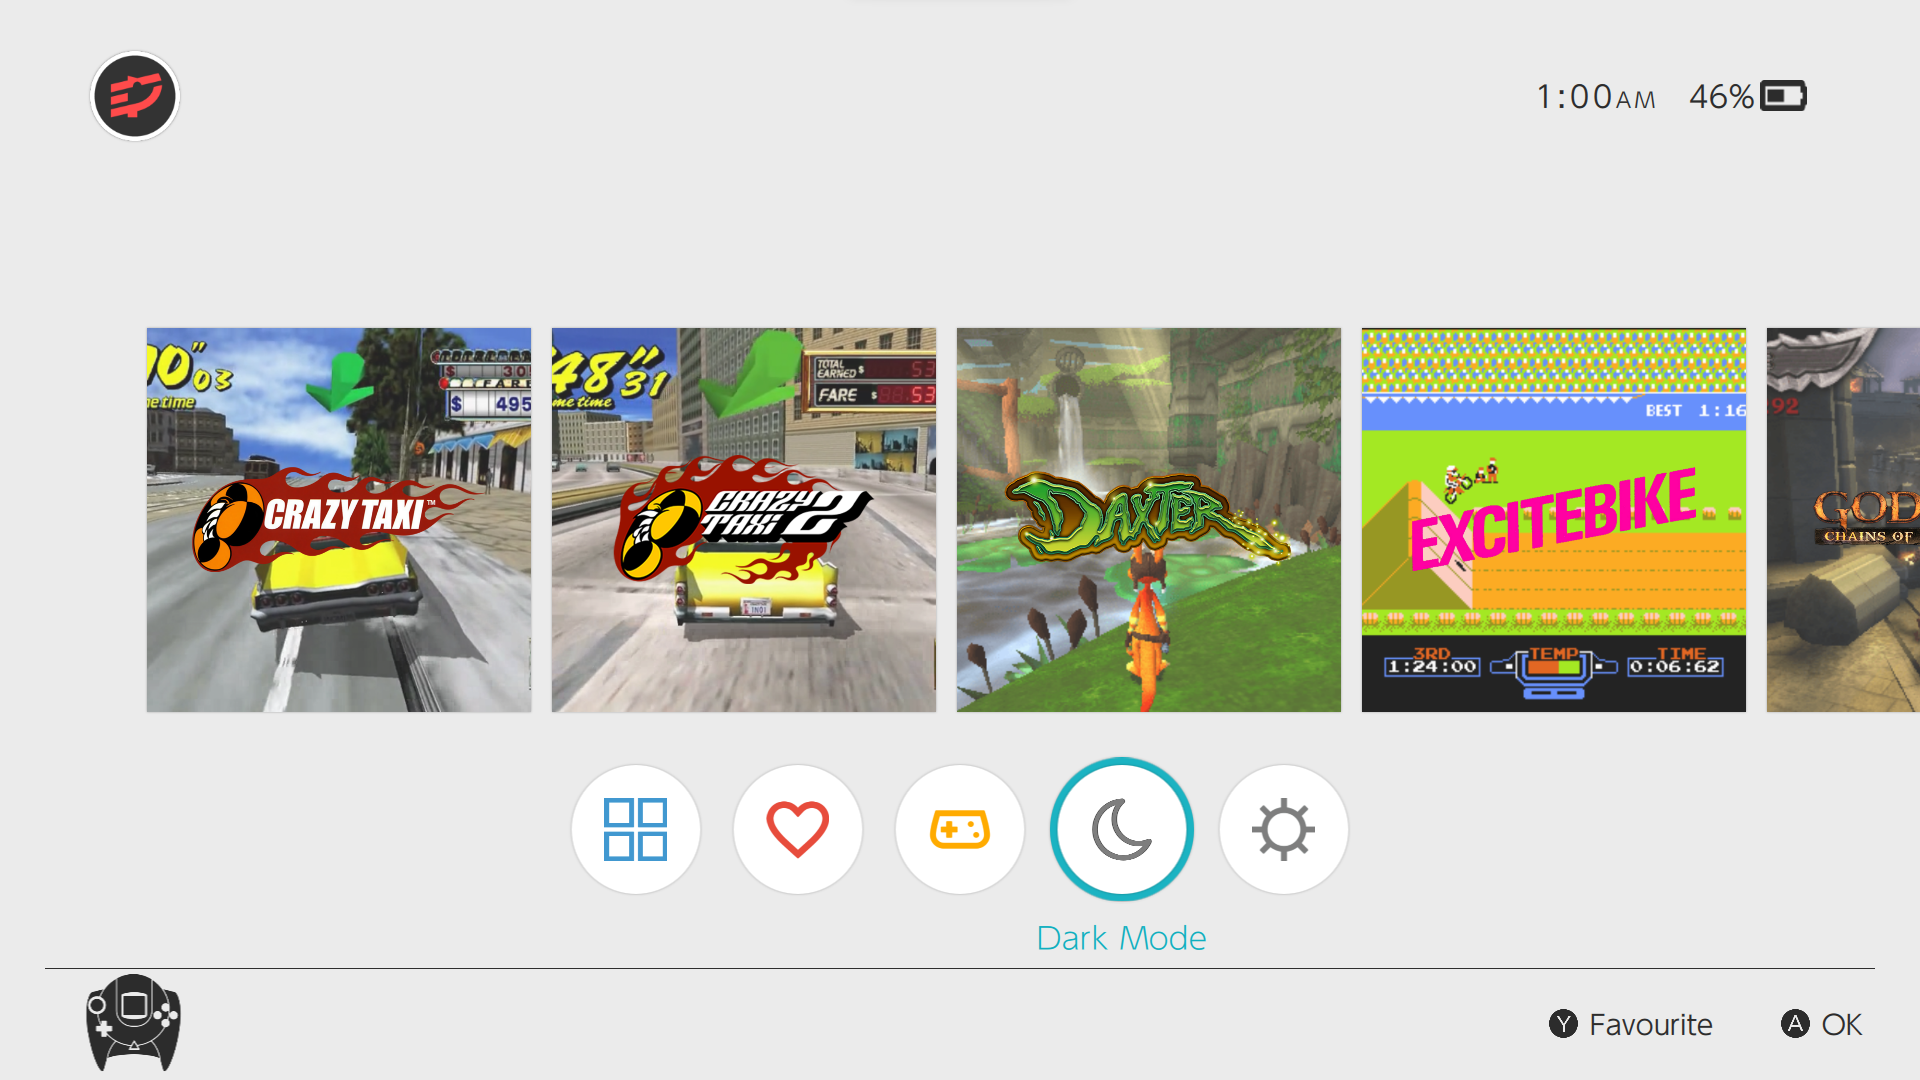 1:00AM 46%
10"03
me time
$ 30
FARE
$ 495
CRAZY TAXI™
48"31
me time
TOTAL EARNED $ 53
FARE $ 53
CRAZY TAXI 2
DAXTER
BEST 1:16
EXCITEBIKE
3RD
1:24:00
TEMP
TIME
0:06:62
92
GOD
CHAINS OF
Dark Mode
Y Favourite
A OK